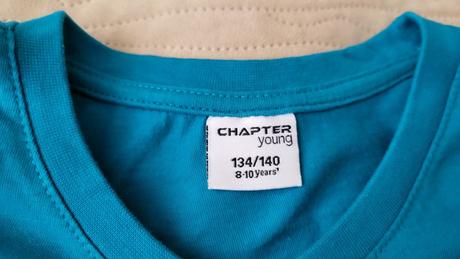 CHAPTER
young
134/140
8-10 years'